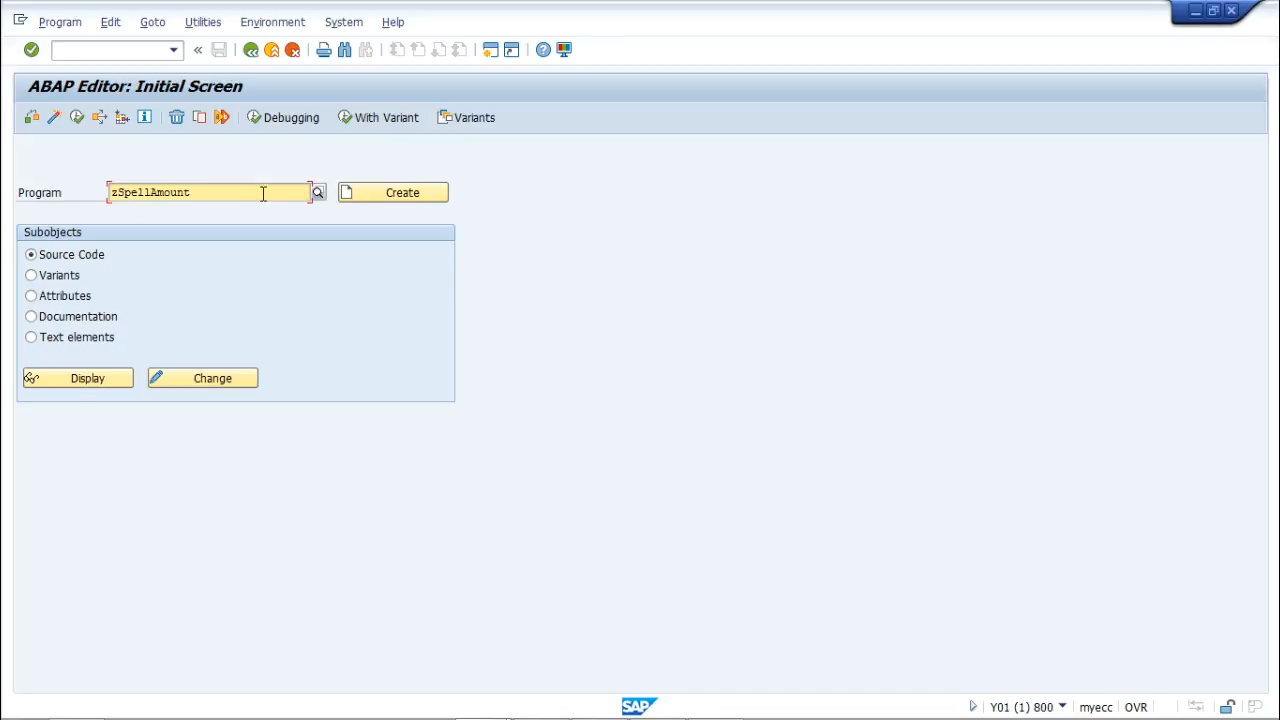 Program Edit Goto Utilities Environment System Help
ABAP Editor: Initial Screen
Debugging With Variant Variants
Program zSpellAmount Create
Subobjects
Source Code
Variants
Attributes
Documentation
Text elements
Display Change
SAP Y01 (1) 800 myecc OVR